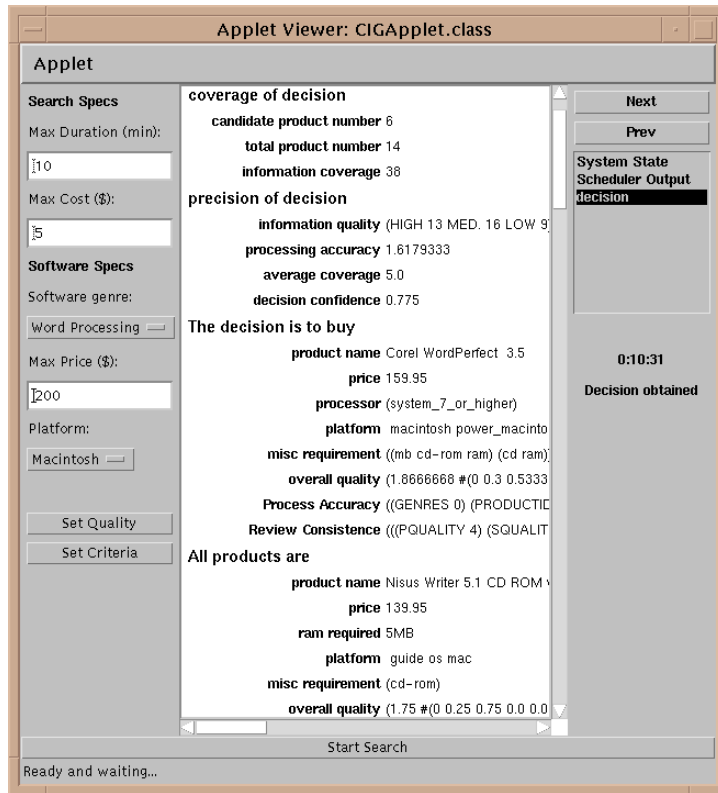 Applet Viewer: CIGApplet.class
Applet
Search Specs
Max Duration (min):
10
Max Cost ($):
5
Software Specs
Software genre:
Word Processing
Max Price ($):
200
Platform:
Macintosh
Set Quality
Set Criteria
coverage of decision
candidate product number 6
total product number 14
information coverage 38
precision of decision
information quality (HIGH 13 MED. 16 LOW 9)
processing accuracy 1.6179333
average coverage 5.0
decision confidence 0.775
The decision is to buy
product name Corel WordPerfect 3.5
price 159.95
processor (system_7_or_higher)
platform macintosh power_macinto
misc requirement ((mb cd-rom ram) (cd ram)
overall quality (1.8666668 #(0 0.3 0.5333
Process Accuracy ((GENRES 0) (PRODUCTID
Review Consistence (((PQUALITY 4) (SQUALIT
All products are
product name Nisus Writer 5.1 CD ROM
price 139.95
ram required 5MB
platform guide os mac
misc requirement (cd-rom)
overall quality (1.75 #(0 0.25 0.75 0.0 0.0
Next
Prev
System State
Scheduler Output
decision
0:10:31
Decision obtained
Start Search
Ready and waiting...